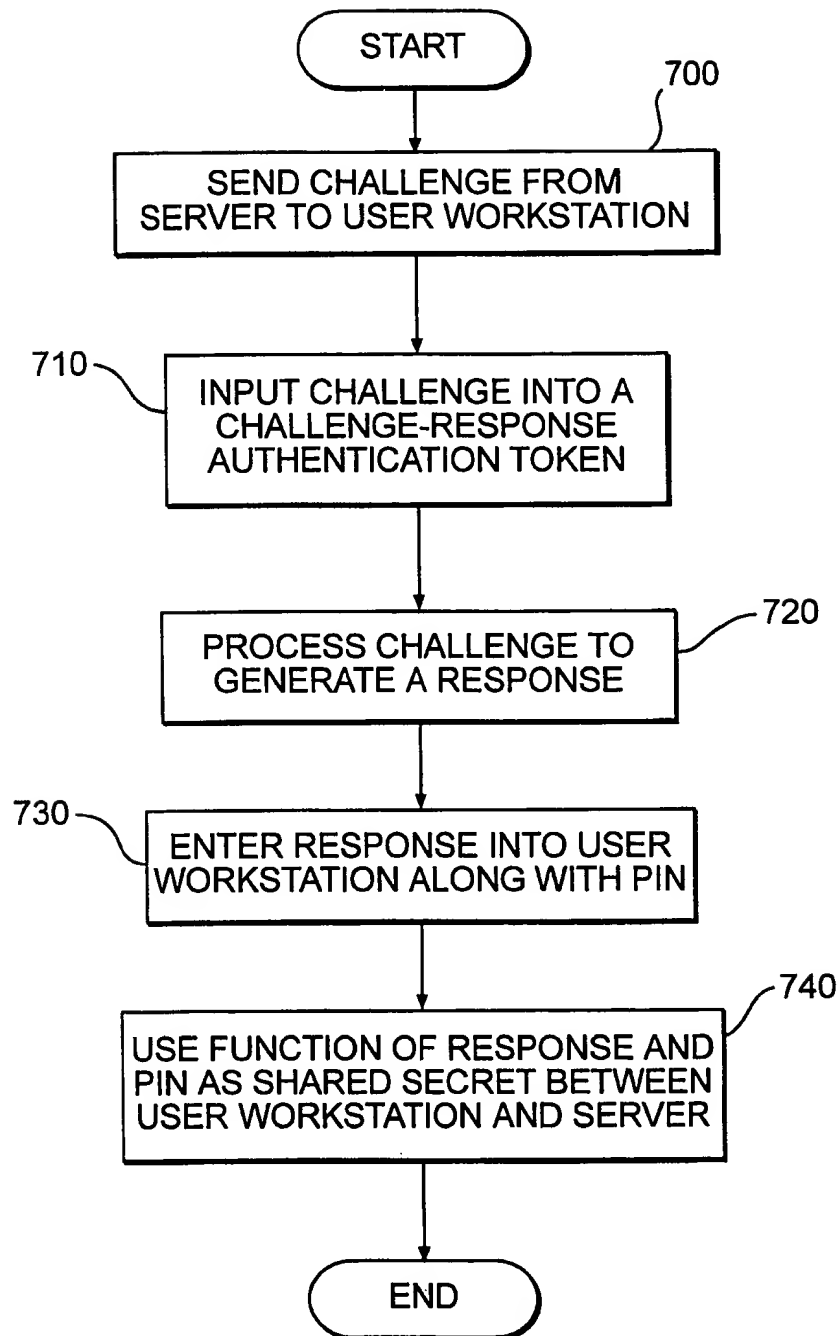 START
700
SEND CHALLENGE FROM
SERVER TO USER WORKSTATION
710
INPUT CHALLENGE INTO A
CHALLENGE-RESPONSE
AUTHENTICATION TOKEN
720
PROCESS CHALLENGE TO
GENERATE A RESPONSE
730
ENTER RESPONSE INTO USER
WORKSTATION ALONG WITH PIN
740
USE FUNCTION OF RESPONSE AND
PIN AS SHARED SECRET BETWEEN
USER WORKSTATION AND SERVER
END